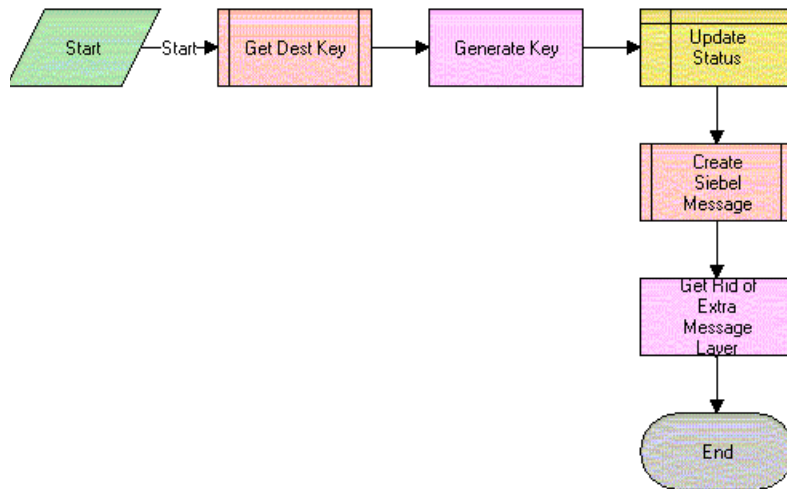 Start
Start
Get Dest Key
Generate Key
Update
Status
Create
Siebel
Message
Get Rid of
Extra
Message
Layer
End